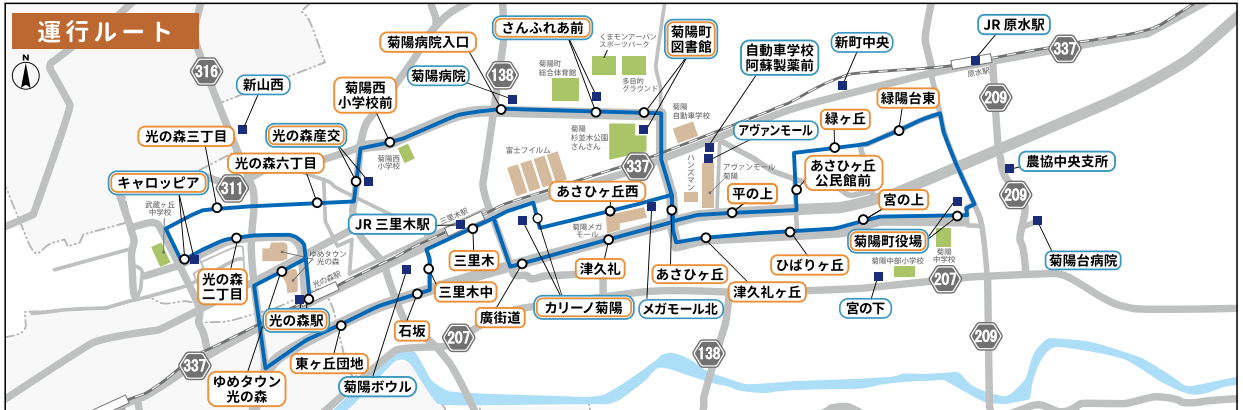 運行ルート
N
316
新山西
光の森三丁目
光の森産交
光の森六丁目
311
キャロッピア
武蔵ヶ丘
中学校
光の森
二丁目
ゆめタウン
光の森
光の森駅
光の森駅
337
ゆめタウン
光の森
東ヶ丘団地
菊陽ボウル
石坂
207
三里木中
三里木
JR 三里木駅
三里木駅
菊陽西
小学校前
菊陽西
小学校
菊陽病院入口
菊陽病院
138
さんふれあ前
くまモンアーバン
スポーツパーク
菊陽町
総合体育館
多目的
グラウンド
菊陽町
図書館
菊陽
杉並木公園
さんさん
富士フイルム
337
菊陽
自動車学校
自動車学校
阿蘇製薬前
アヴァンモール
アヴァンモール
菊陽
ハンズマン
新町中央
JR 原水駅
原水駅
337
209
緑陽台東
緑ヶ丘
あさひヶ丘
公民館前
平の上
宮の上
農協中央支所
209
あさひヶ丘西
菊陽メガ
モール
津久礼
廣街道
カリーノ菊陽
メガモール北
あさひヶ丘
津久礼ヶ丘
ひばりヶ丘
菊陽町役場
菊陽
中学校
菊陽中部小学校
宮の下
207
菊陽台病院
138
209